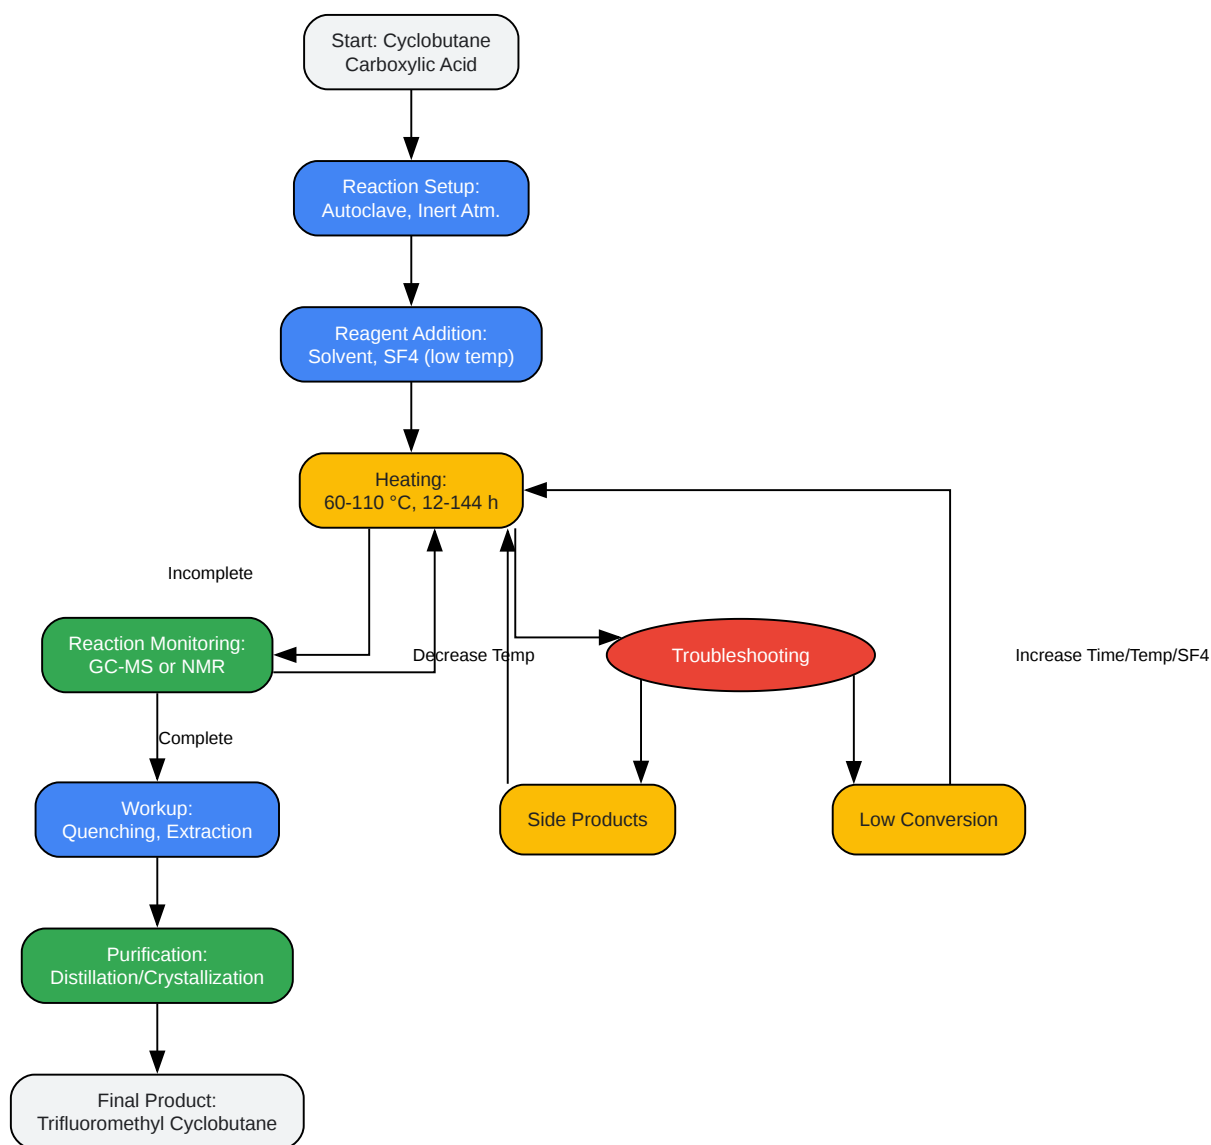 Start: Cyclobutane
Carboxylic Acid
Reaction Setup:
Autoclave, Inert Atm.
Reagent Addition:
Solvent, SF4 (low temp)
Heating:
60-110 °C, 12-144 h
Incomplete
Reaction Monitoring:
GC-MS or NMR
Decrease Temp
Troubleshooting
Increase Time/Temp/SF4
Complete
Workup:
Quenching, Extraction
Side Products
Low Conversion
Purification:
Distillation/Crystallization
Final Product:
Trifluoromethyl Cyclobutane